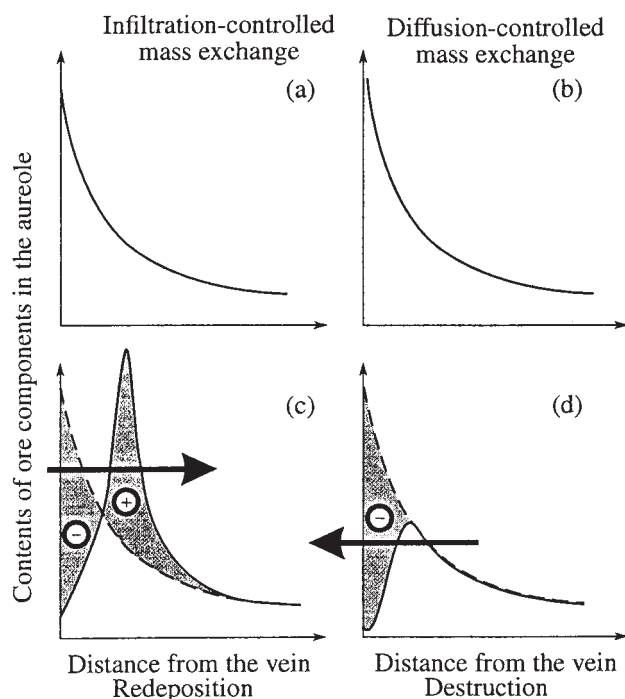 Infiltration-controlled
mass exchange
Diffusion-controlled
mass exchange
(a)
(b)
Contents of ore components in the aureole
(c)
(d)
+
−
−
Distance from the vein
Redeposition
Distance from the vein
Destruction